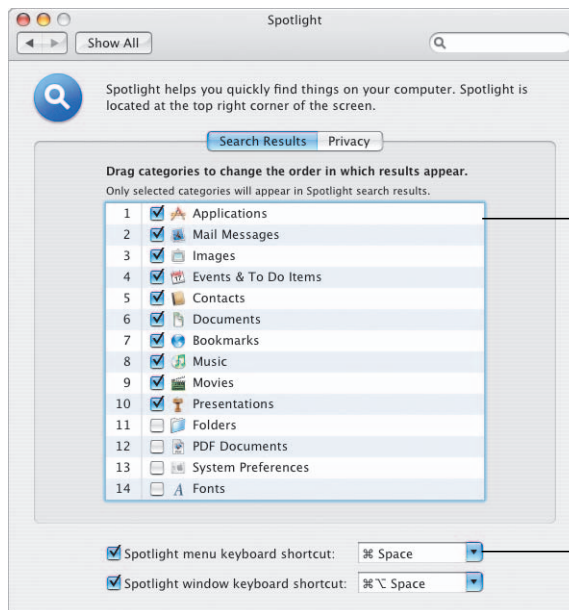 Spotlight
Show All
Spotlight helps you quickly find things on your computer. Spotlight is
located at the top right corner of the screen.
Search Results Privacy
Drag categories to change the order in which results appear.
Only selected categories will appear in Spotlight search results.
1 Applications
2 Mail Messages
3 Images
4 Events & To Do Items
5 Contacts
6 Documents
7 Bookmarks
8 Music
9 Movies
10 Presentations
11 Folders
12 PDF Documents
13 System Preferences
14 Fonts
Spotlight menu keyboard shortcut: ⌘ Space
Spotlight window keyboard shortcut: ⌘⌥ Space